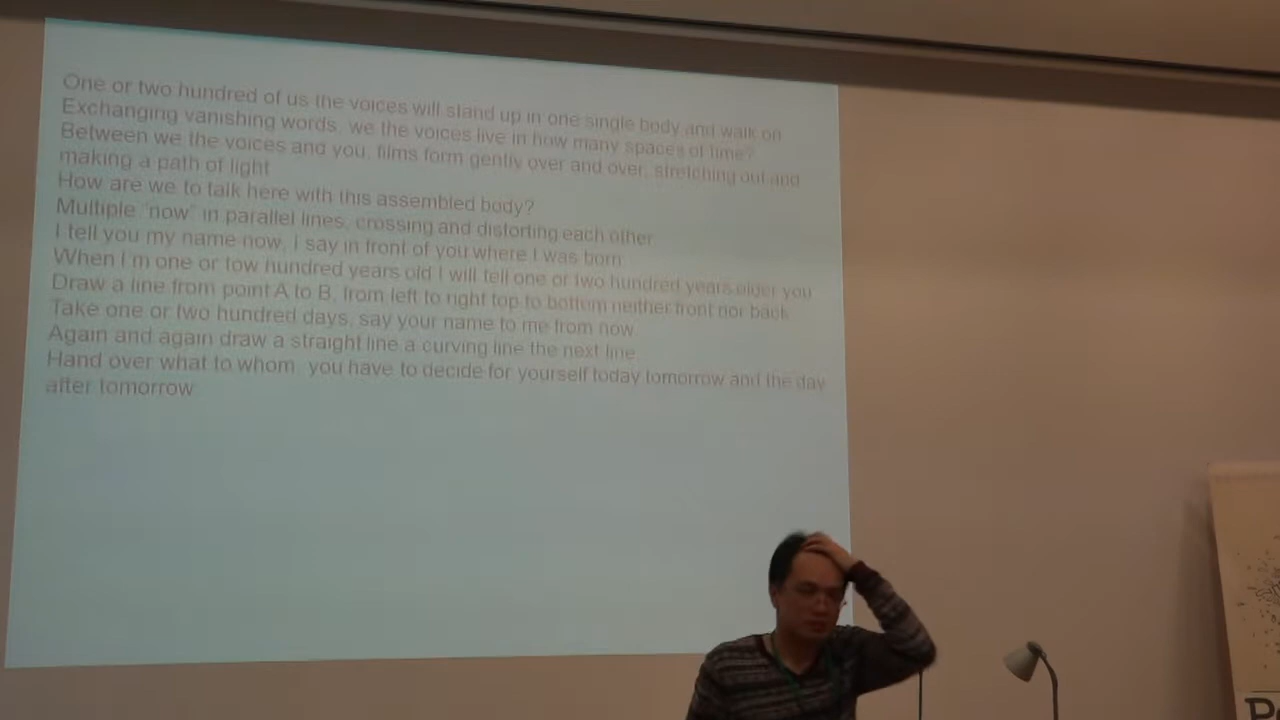 One or two hundred of us the voices will stand up in one single body and walk on
Exchanging vanishing words, we the voices live in how many spaces of time?
Between we the voices and you, films form gently over and over, stretching out and
making a path of light
How are we to talk here with this assembled body?
Multiple "now" in parallel lines, crossing and distorting each other
I tell you my name now, I say in front of you where I was born
When I'm one or tow hundred years old I will tell one or two hundred years older you
Draw a line from point A to B, from left to right top to bottom neither front nor back
Take one or two hundred days, say your name to me from now
Again and again draw a straight line a curving line the next line
Hand over what to whom you have to decide for yourself today tomorrow and the day
after tomorrow